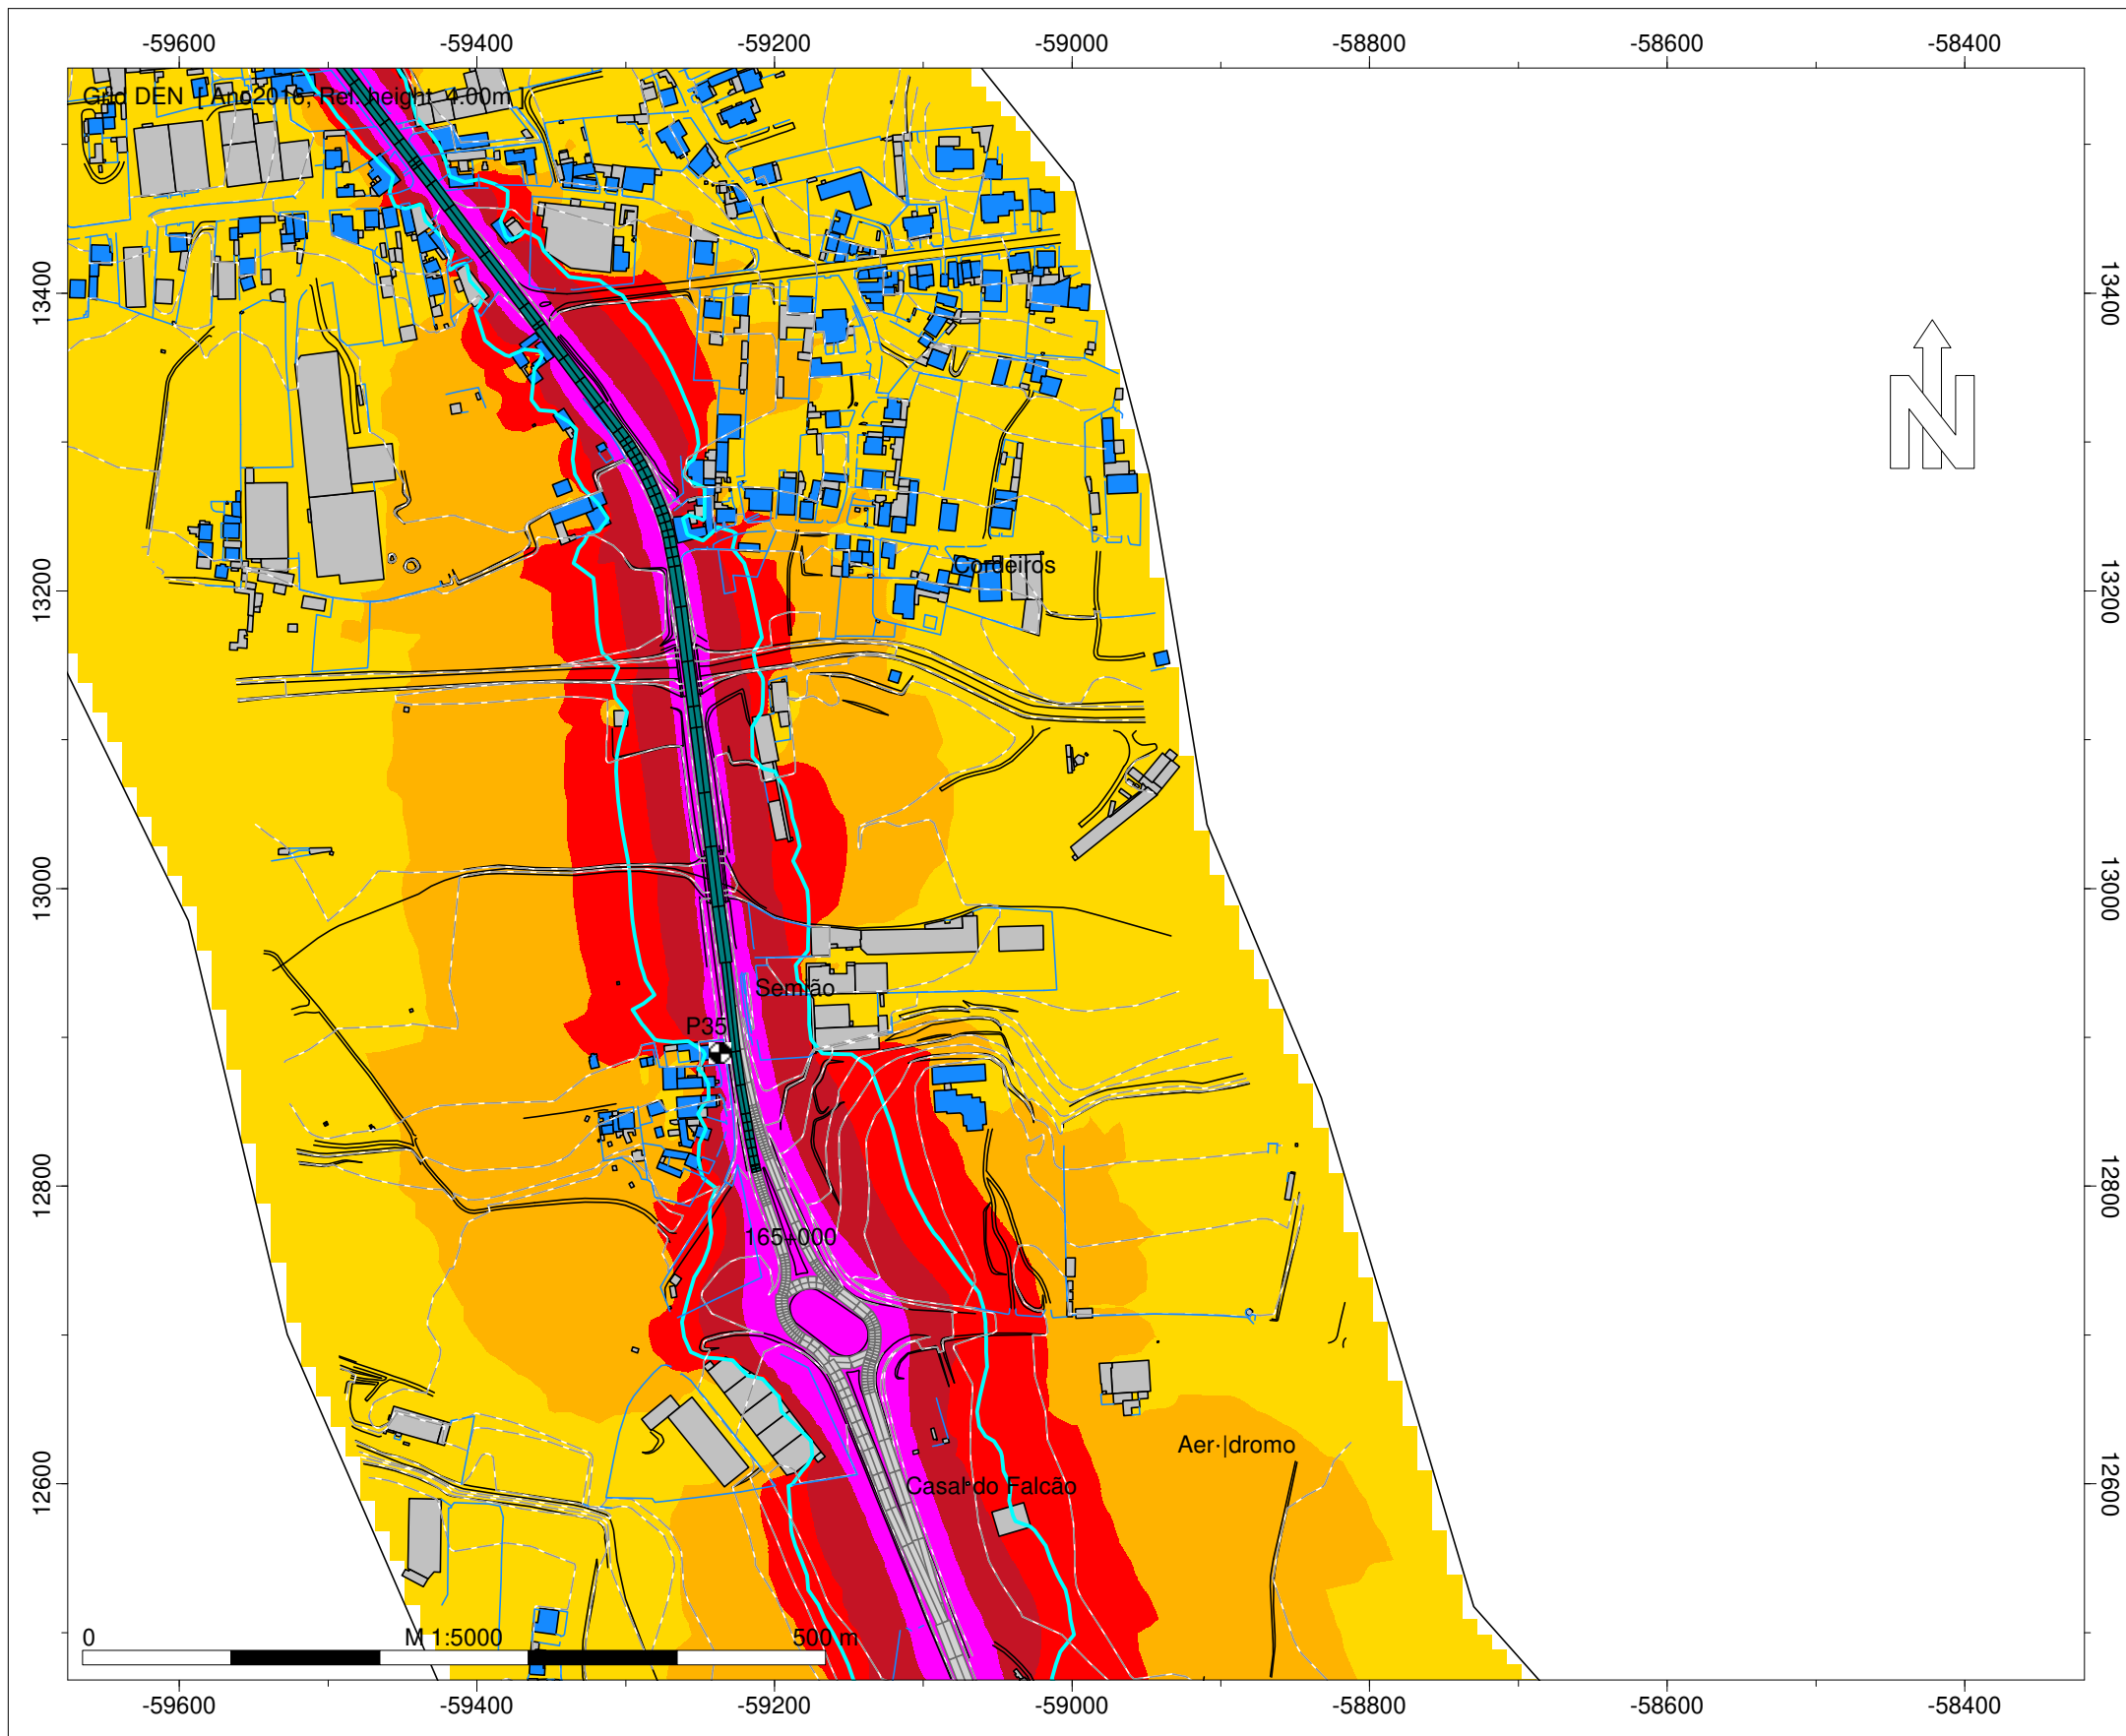 -59600 -59400 -59200 -59000 -58800 -58600 -58400
Grid DEN [ Ano2016, Ref. height 4.00m ]
13400 13400
N
Cordeiros
13200 13200
13000 13000
Semião
P35
12800 12800
165+000
Aer·|dromo
12600 12600
Casal do Falcão
0 M 1:5000 500 m
-59600 -59400 -59200 -59000 -58800 -58600 -58400